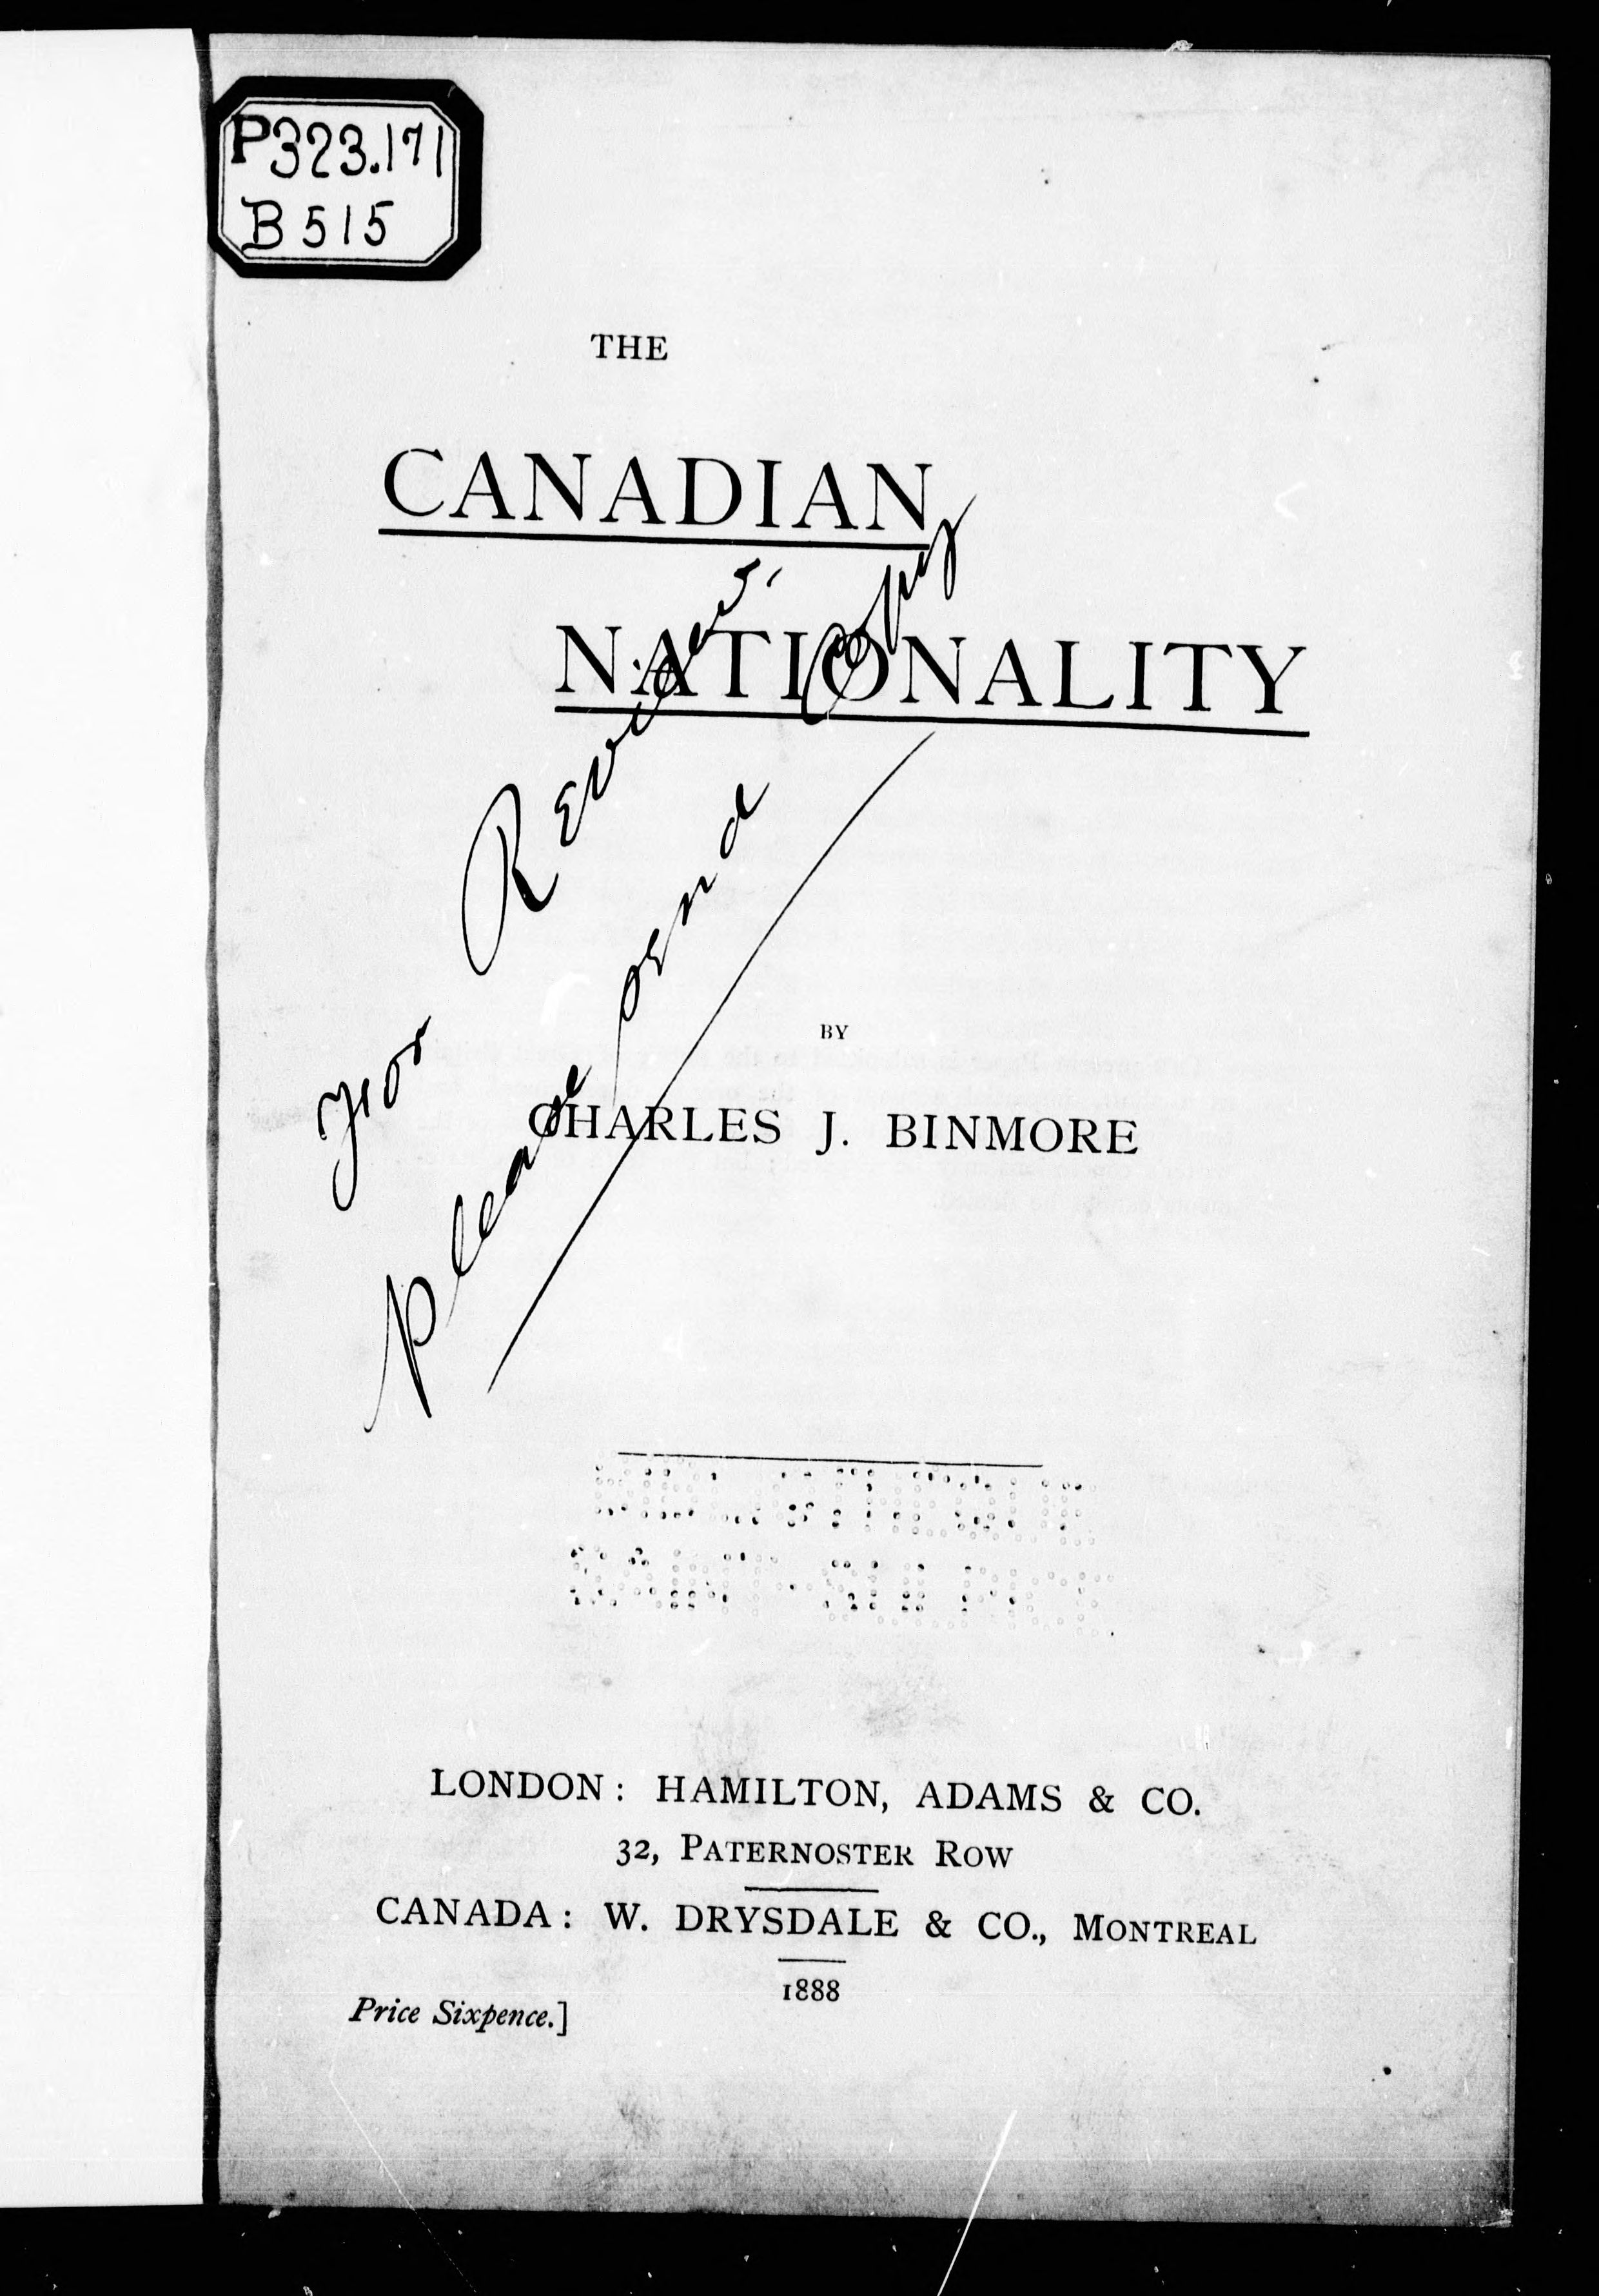 P323.171
B515
THE
CANADIAN
NATIONALITY
For Review,
please send Copy
BY
CHARLES J. BINMORE
LONDON: HAMILTON, ADAMS & CO.
32, PATERNOSTER ROW
CANADA: W. DRYSDALE & CO., MONTREAL
1888
Price Sixpence.]